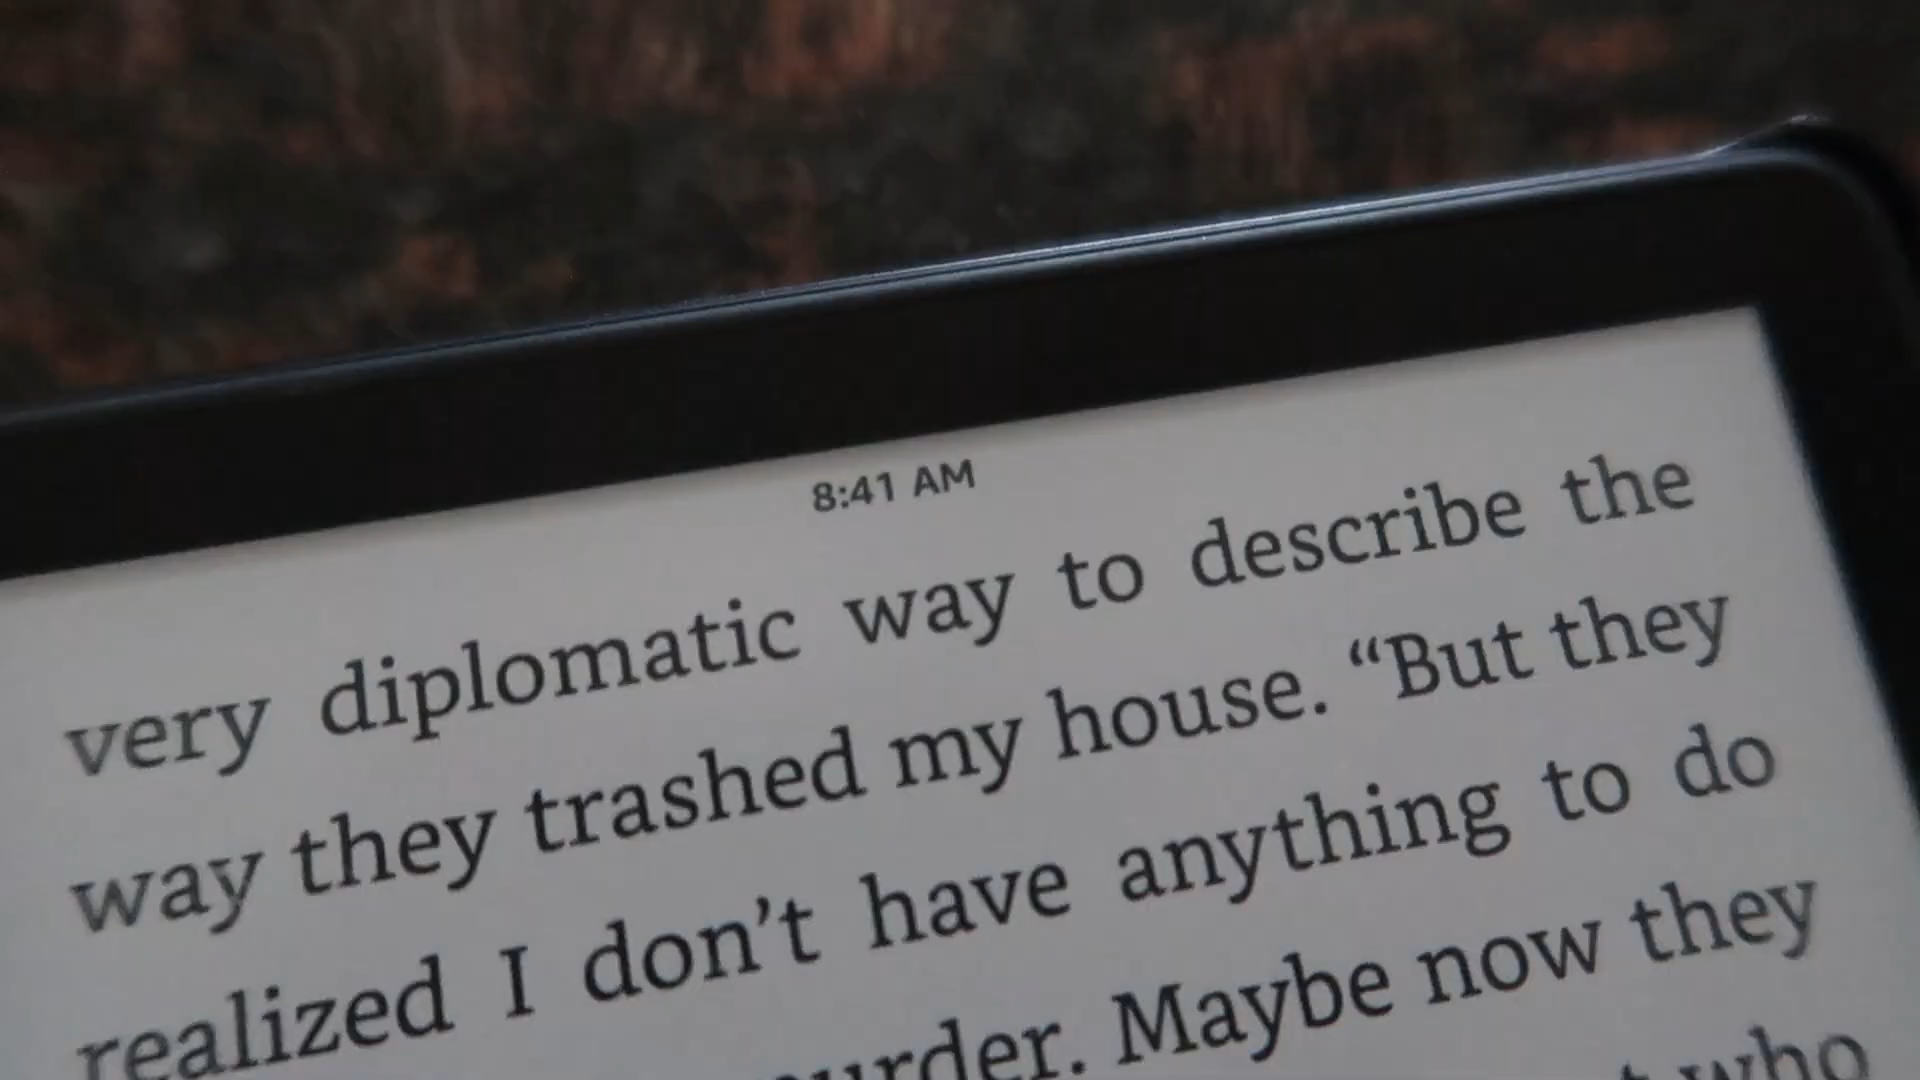 8:41 AM
very diplomatic way to describe the
way they trashed my house. “But they
realized I don’t have anything to do
Maybe now they
who